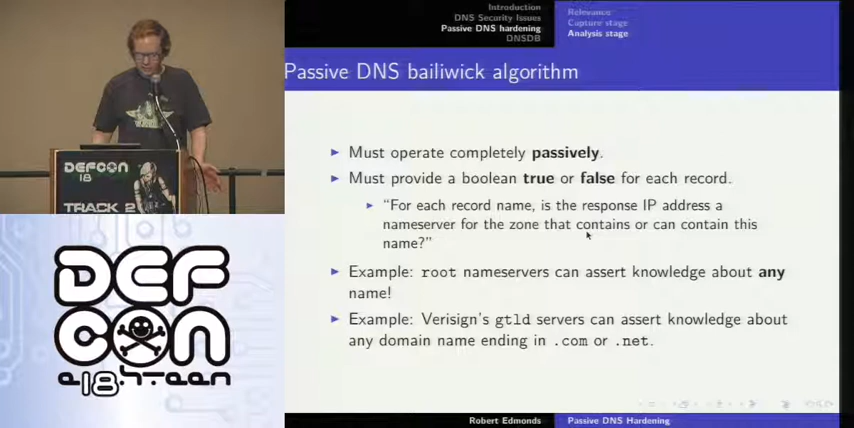 Introduction
DNS Security Issues
Passive DNS hardening
DNSDB
Relevance
Capture stage
Analysis stage
Passive DNS bailiwick algorithm
Must operate completely passively.
Must provide a boolean true or false for each record.
“For each record name, is the response IP address a
nameserver for the zone that contains or can contain this
name?”
Example: root nameservers can assert knowledge about any
name!
Example: Verisign's gtld servers can assert knowledge about
any domain name ending in .com or .net.
Robert Edmonds
Passive DNS Hardening
DEFCON
18
TRACK 2
DEF
CON
e18hteen